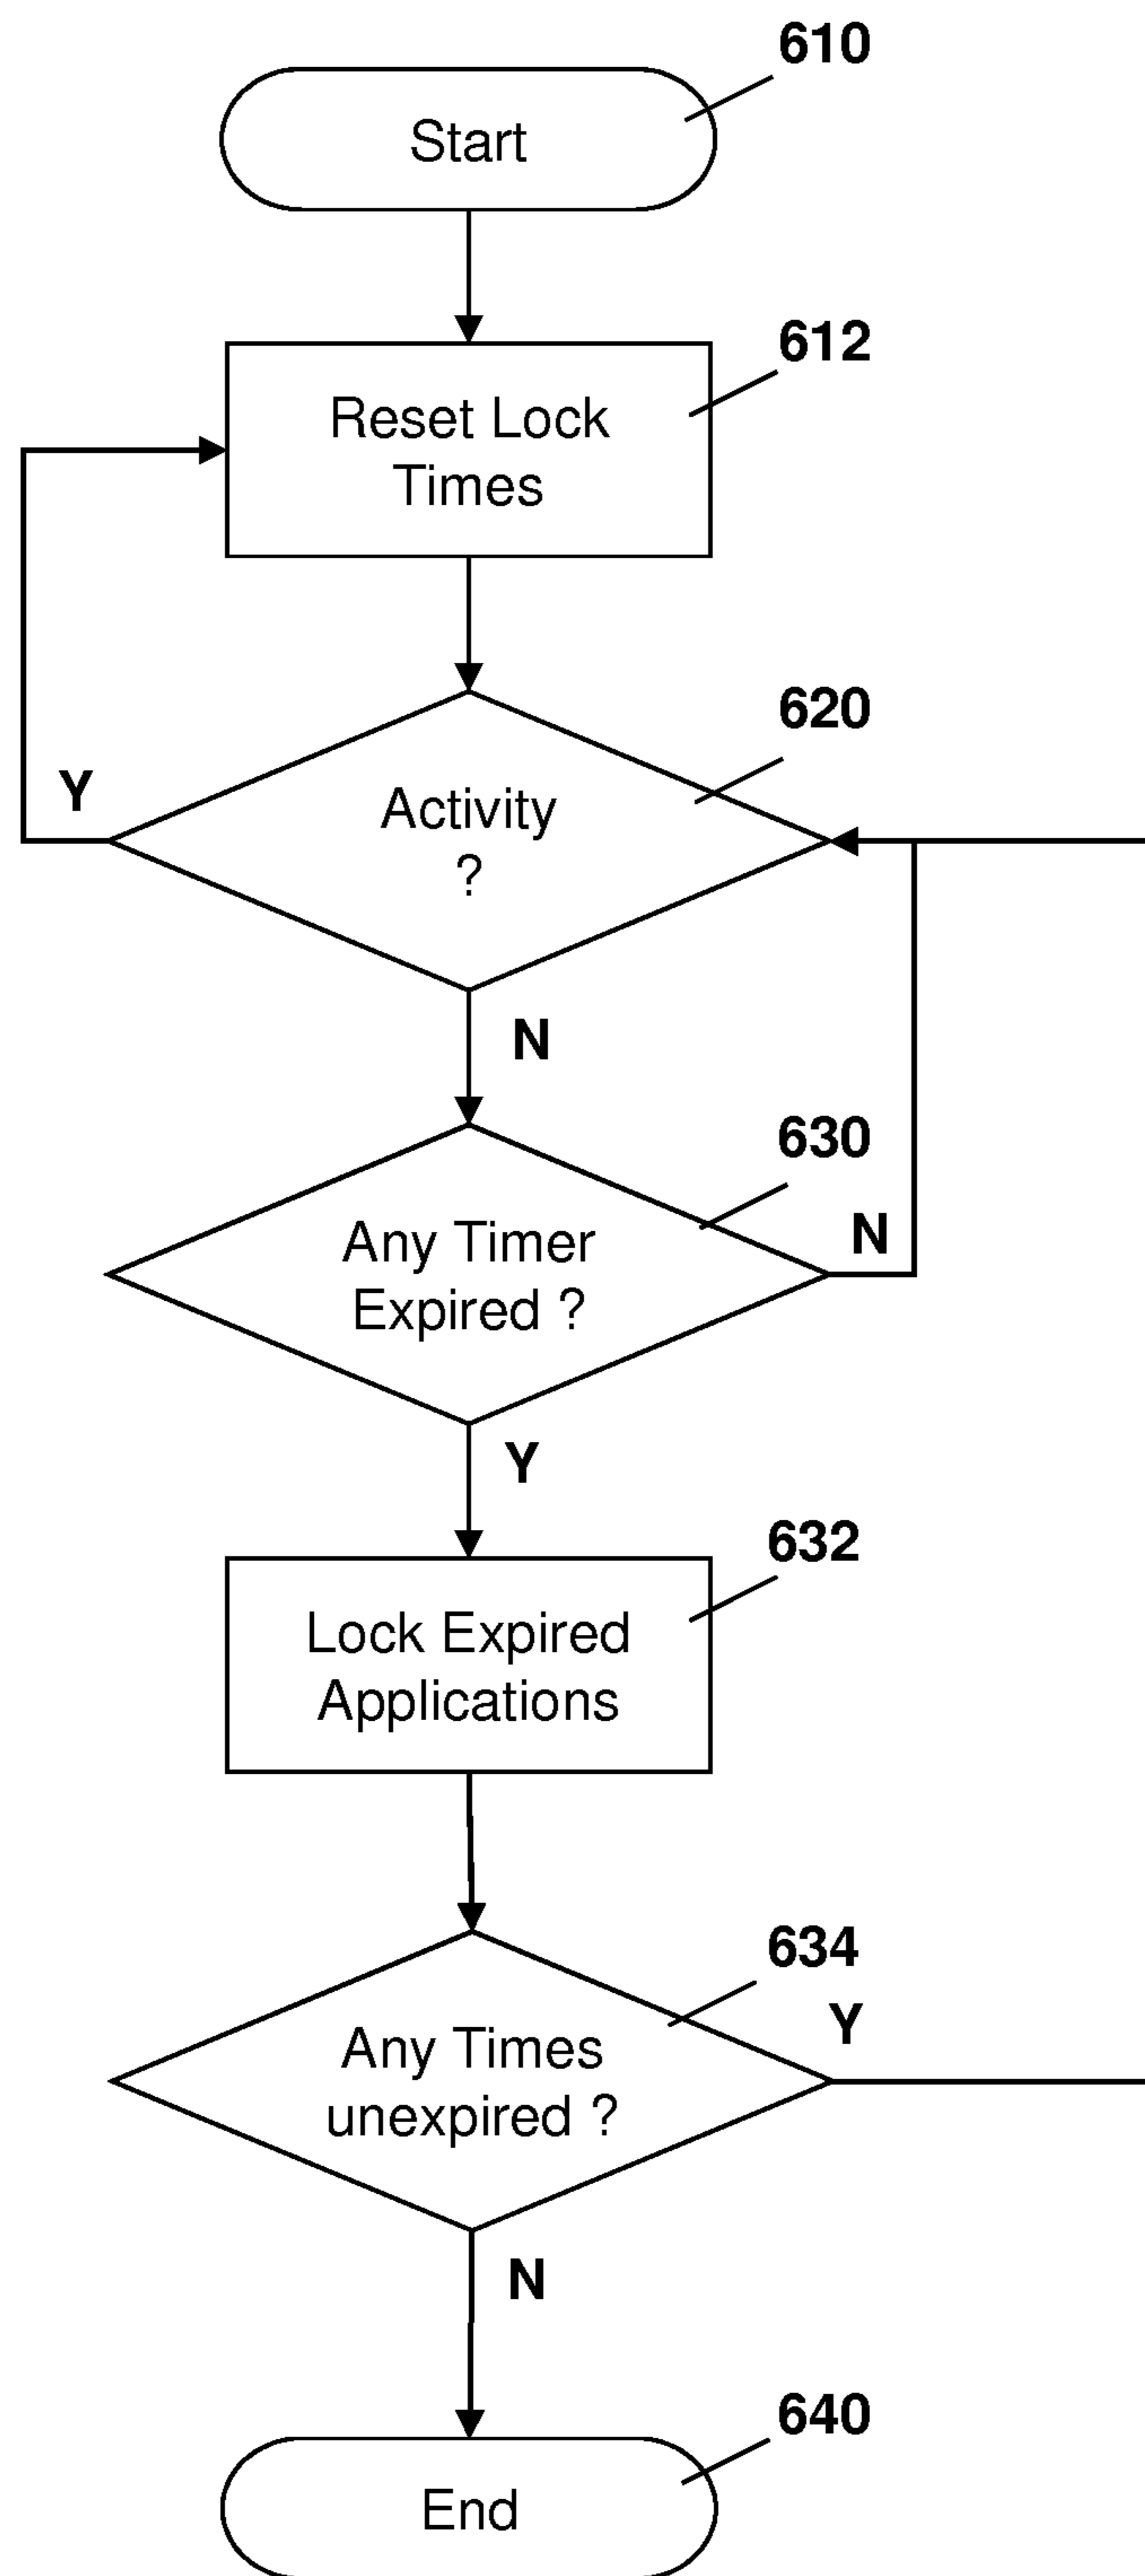 610
Start
612
Reset Lock
Times
620
Y
Activity
?
N
630
Any Timer
Expired ?
N
Y
632
Lock Expired
Applications
634
Y
Any Times
unexpired ?
N
640
End